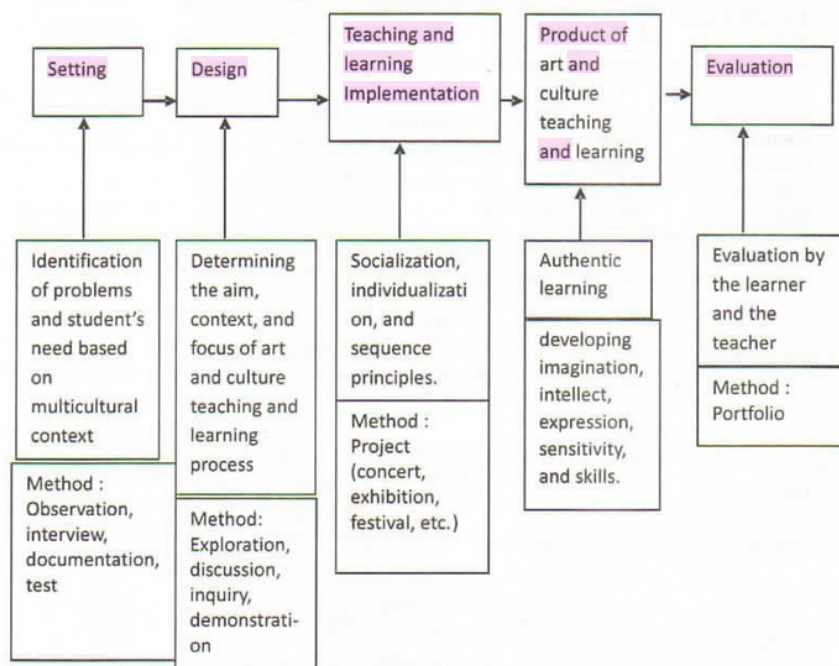 Setting
Design
Teaching and
learning
Implementation
Product of
art and
culture
teaching
and learning
Evaluation
Identification
of problems
and student's
need based
on
multicultural
context
Method :
Observation,
interview,
documentation,
test
Determining
the aim,
context, and
focus of art
and culture
teaching and
learning
process
Method:
Exploration,
discussion,
inquiry,
demonstrati-
on
Socialization,
individualizati
on, and
sequence
principles.
Method :
Project
(concert,
exhibition,
festival, etc.)
Authentic
learning
developing
imagination,
intellect,
expression,
sensitivity,
and skills.
Evaluation by
the learner
and the
teacher
Method :
Portfolio